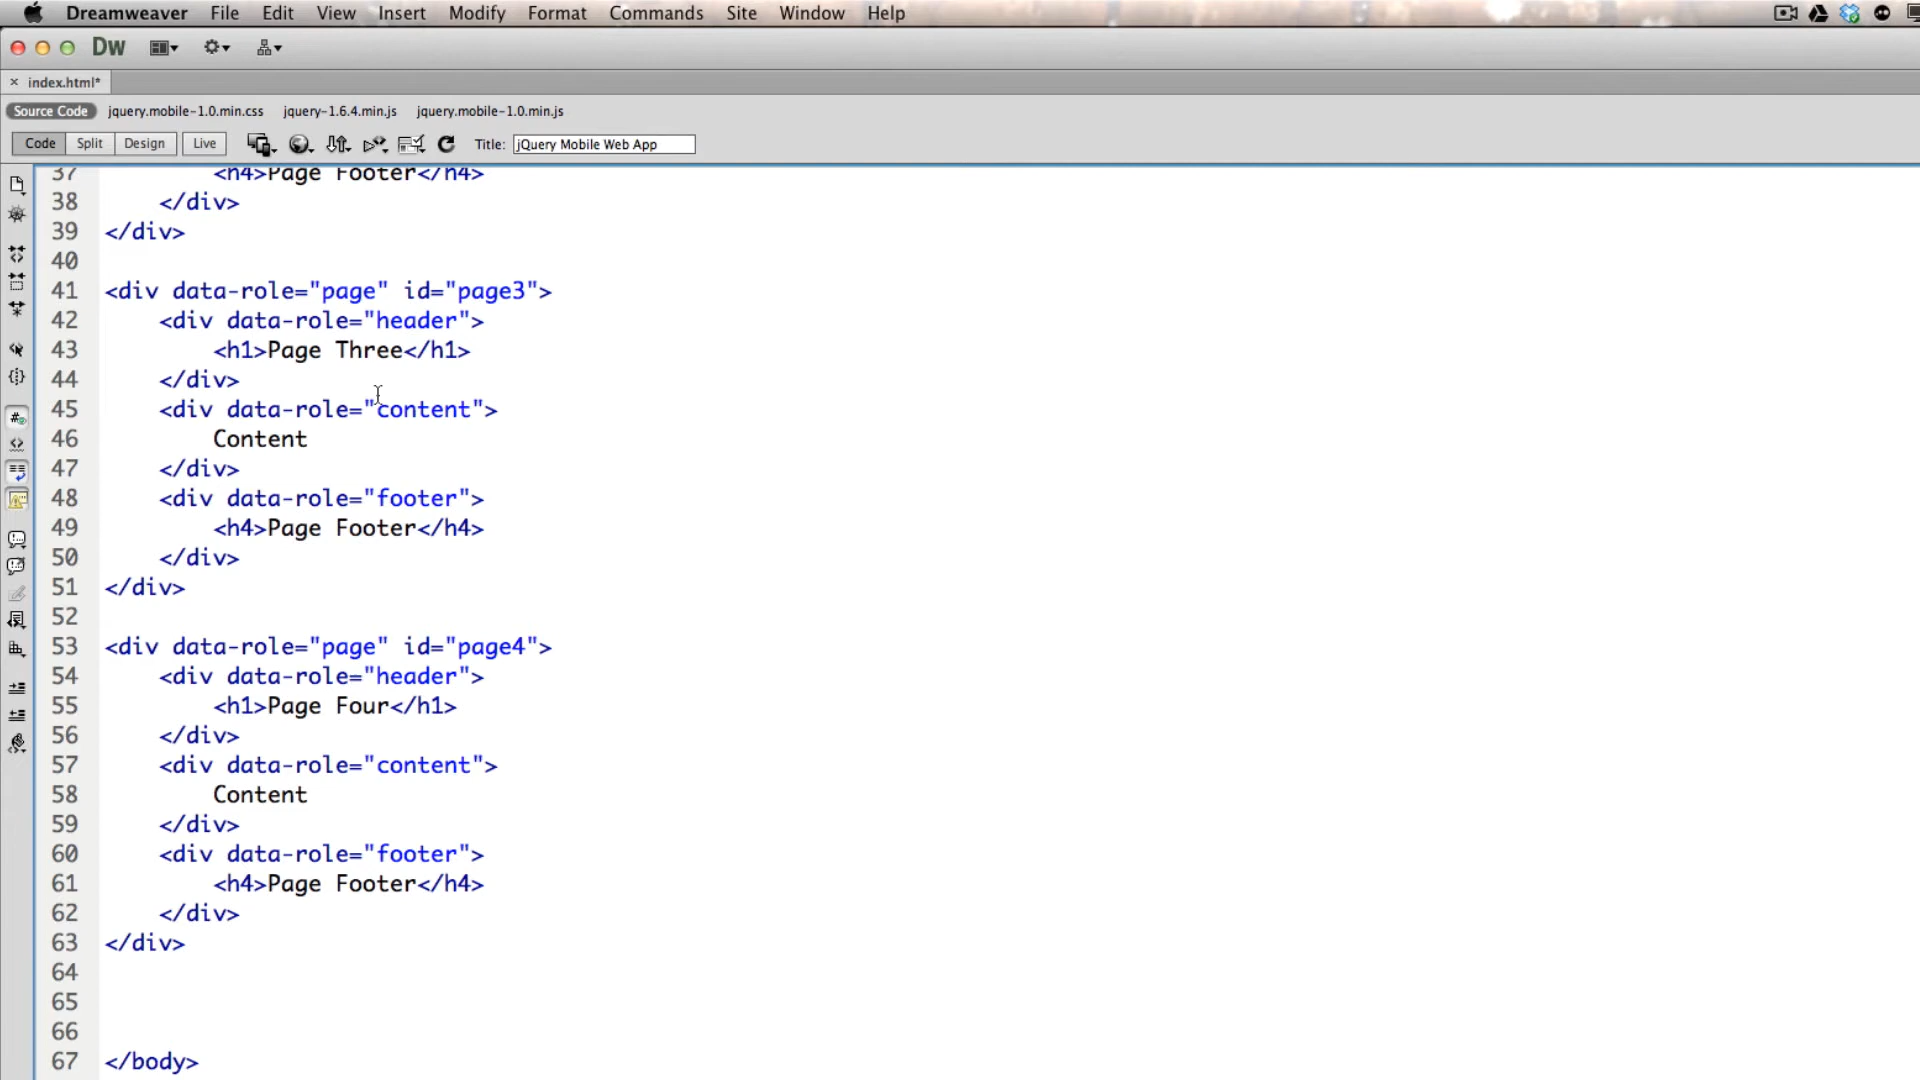 Dreamweaver File Edit View Insert Modify Format Commands Site Window Help
Dw
index.html*
Source Code jquery.mobile-1.0.min.css jquery-1.6.4.min.js jquery.mobile-1.0.min.js
Code Split Design Live Title: jQuery Mobile Web App
37 <h4>Page Footer</h4>
38 </div>
39 </div>
40
41 <div data-role="page" id="page3">
42 <div data-role="header">
43 <h1>Page Three</h1>
44 </div>
45 <div data-role="content">
46 Content
47 </div>
48 <div data-role="footer">
49 <h4>Page Footer</h4>
50 </div>
51 </div>
52
53 <div data-role="page" id="page4">
54 <div data-role="header">
55 <h1>Page Four</h1>
56 </div>
57 <div data-role="content">
58 Content
59 </div>
60 <div data-role="footer">
61 <h4>Page Footer</h4>
62 </div>
63 </div>
64
65
66
67 </body>